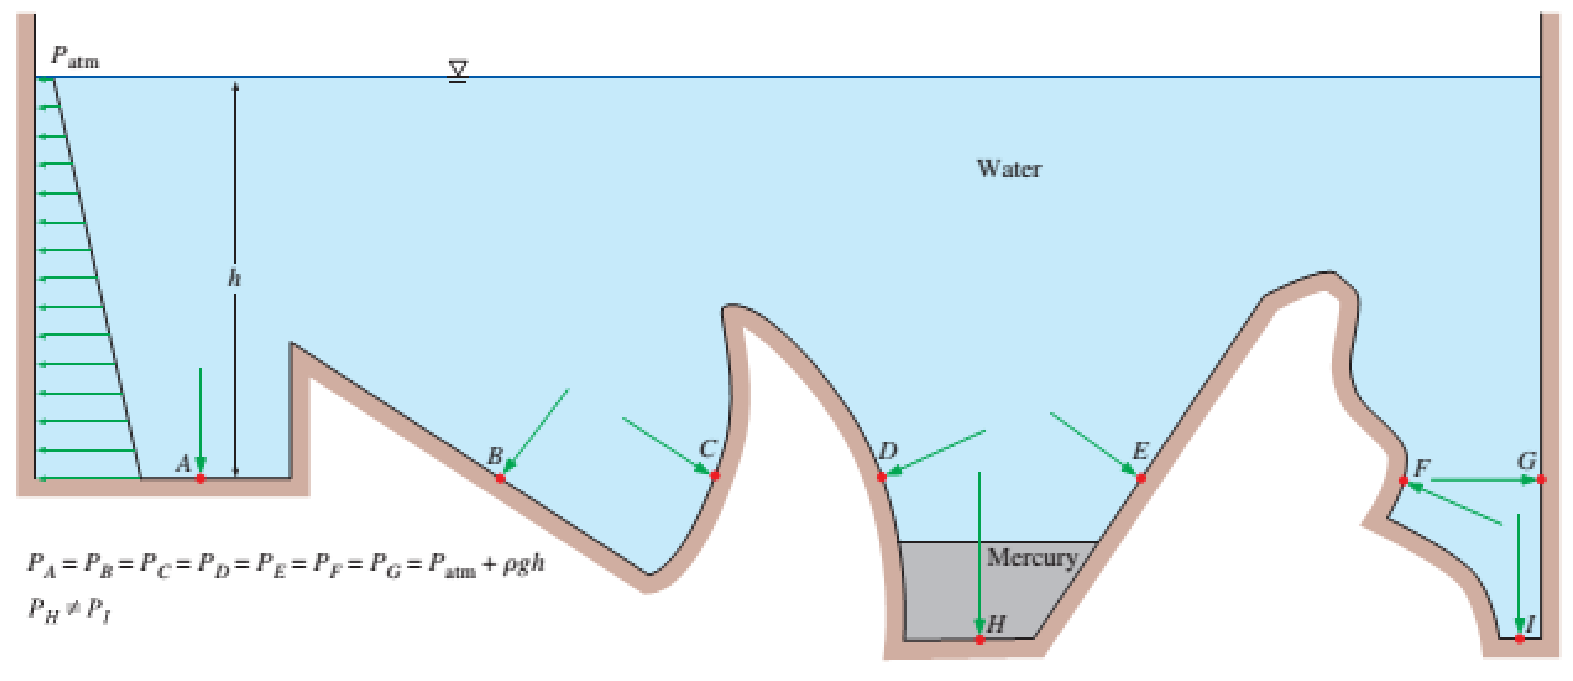 P_atm
Water
h
A
B
C
D
E
F
G
Mercury
H
I
P_A = P_B = P_C = P_D = P_E = P_F = P_G = P_atm + ρgh
P_H ≠ P_I